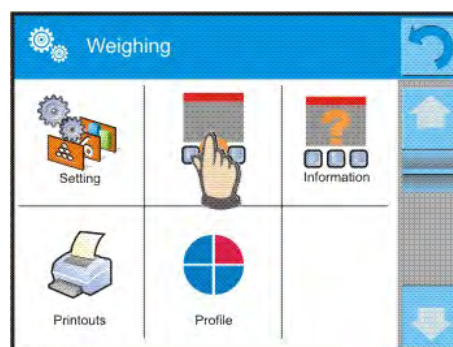 Weighing
Setting
Information
Printouts
Profile